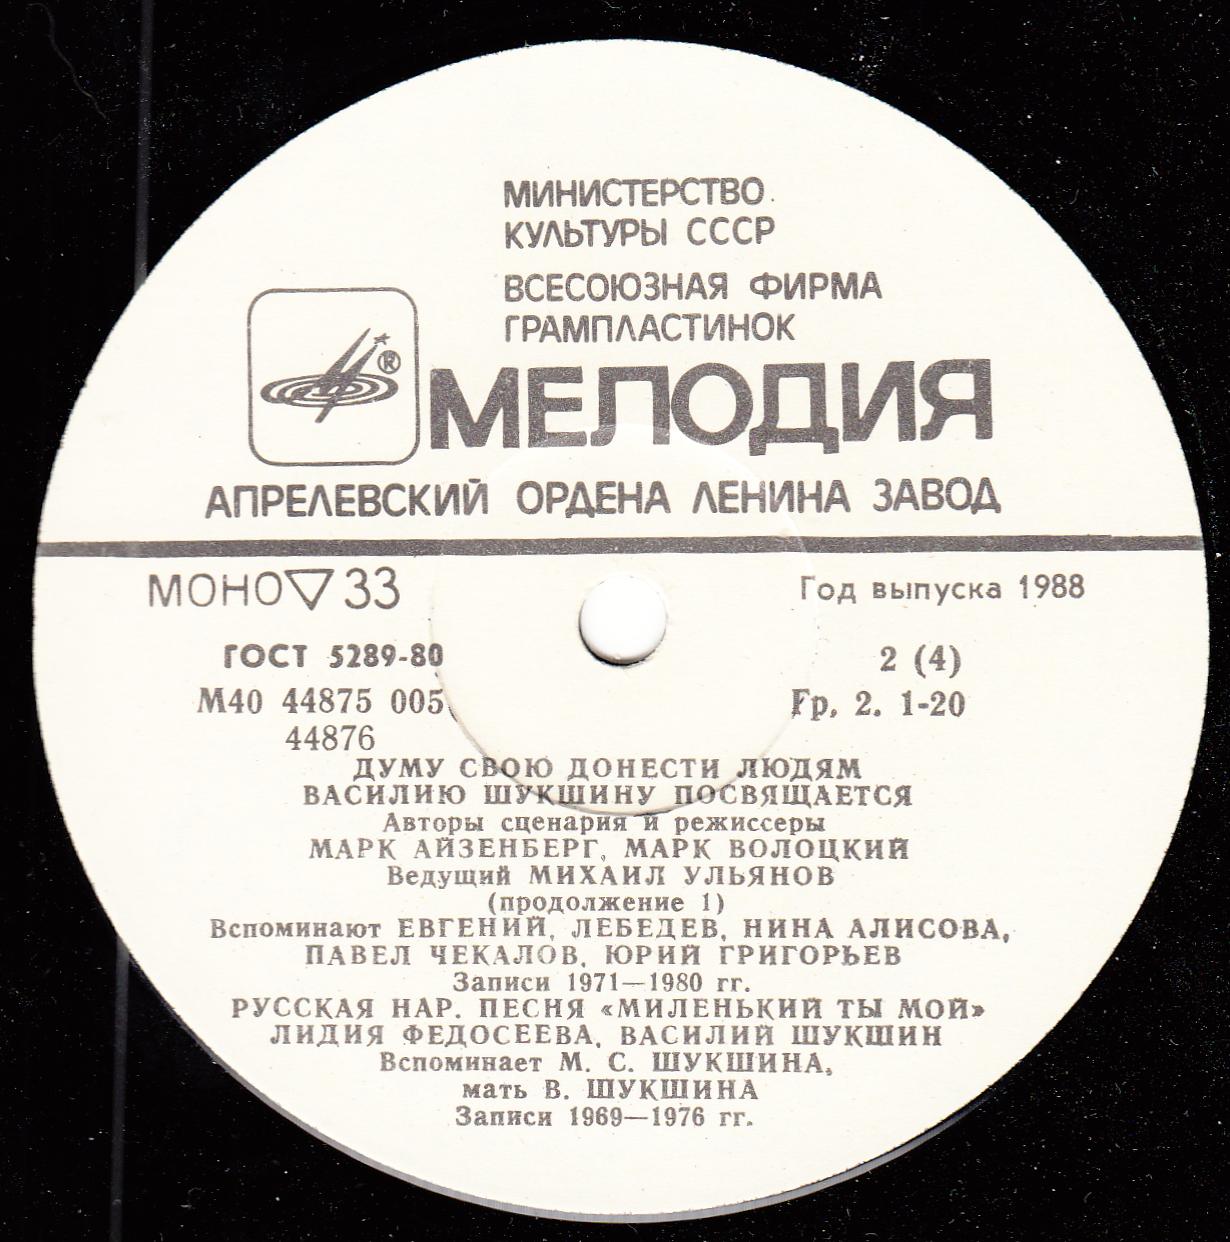 МИНИСТЕРСТВО
КУЛЬТУРЫ СССР
ВСЕСОЮЗНАЯ ФИРМА
ГРАМПЛАСТИНОК
®
МЕЛОДИЯ
АПРЕЛЕВСКИЙ ОРДЕНА ЛЕНИНА ЗАВОД
МОНО ▽ 33
Год выпуска 1988
ГОСТ 5289-80
2 (4)
М40 44875 005
Гр. 2. 1-20
44876
ДУМУ СВОЮ ДОНЕСТИ ЛЮДЯМ
ВАСИЛИЮ ШУКШИНУ ПОСВЯЩАЕТСЯ
Авторы сценария и режиссеры
МАРК АЙЗЕНБЕРГ, МАРК ВОЛОЦКИЙ
Ведущий МИХАИЛ УЛЬЯНОВ
(продолжение 1)
Вспоминают ЕВГЕНИЙ, ЛЕБЕДЕВ, НИНА АЛИСОВА,
ПАВЕЛ ЧЕКАЛОВ, ЮРИЙ ГРИГОРЬЕВ
Записи 1971—1980 гг.
РУССКАЯ НАР. ПЕСНЯ «МИЛЕНЬКИЙ ТЫ МОЙ»
ЛИДИЯ ФЕДОСЕЕВА, ВАСИЛИЙ ШУКШИН
Вспоминает М. С. ШУКШИНА,
мать В. ШУКШИНА
Записи 1969—1976 гг.